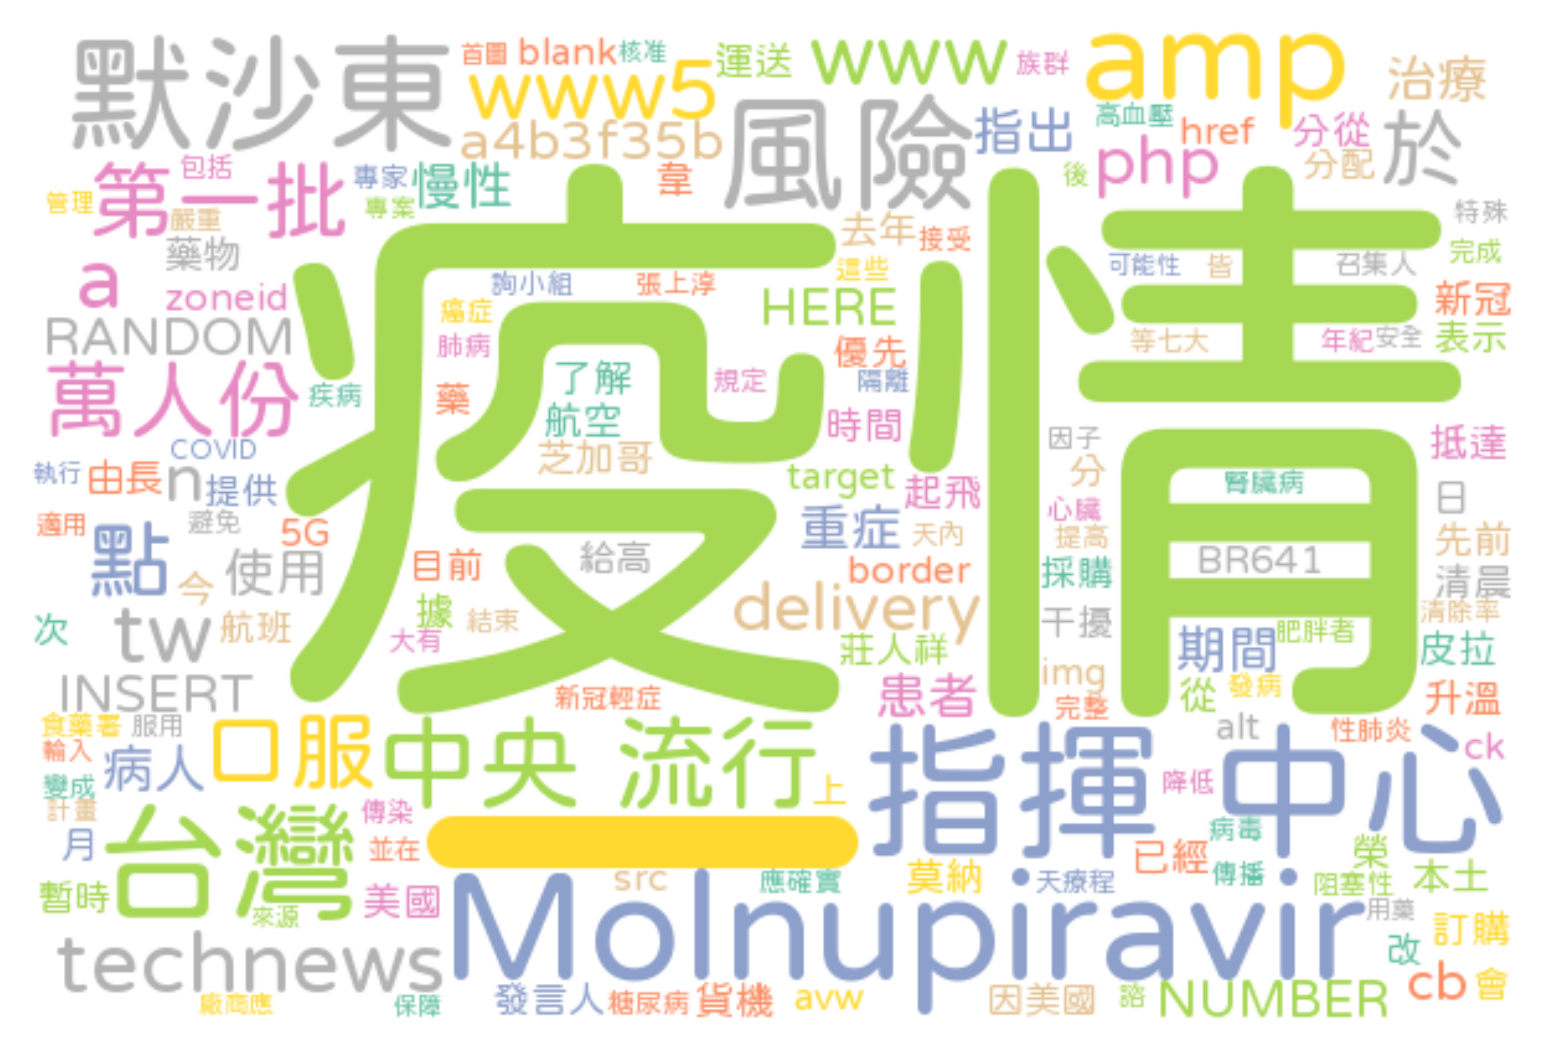 默沙東 首圖 blank 核准 運送 www 族群 amp 治療
www5 a4b3f35b 風險 指出 高血壓 href 分從 於
第一批 包括 專家 慢性 韋 php 後 分配
管理 嚴重 專案 去年 接受 特殊
藥物 這些 可能性 皆 召集人 完成
a zoneid 詢小組 張上淳 HERE 新冠
RANDOM 癌症 肺病 優先 等七大 年紀 安全 表示
萬人份 疾病 藥 了解 規定 隔離
疫情
航空 時間 因子 抵達
COVID 芝加哥 分
執行 由長 n 提供 target 起飛 腎臟病 日
適用 避免 5G 重症 天內 心臟 提高 先前
點 今 使用 目前 給高 border 採購 BR641 清晨
次 tw 航班 據 結束 delivery 干擾 清除率
大有 莊人祥 期間 肥胖者 皮拉
INSERT 新冠輕症 患者 img 完整 從 發病 升溫
食藥署 服用 口服 中央 流行 alt 性肺炎 ck
輸入 病人 上 指揮 中心 降低
變成
計畫 傳染 病毒
月 台灣 並在 一 已經 榮
暫時 來源 美國 src 應確實 莫納 天療程 傳播 阻塞性 本土
technews Molnupiravir 用藥 訂購
改
廠商應 保障 發言人 糖尿病 貨機 avw 因美國 諮 NUMBER cb 會